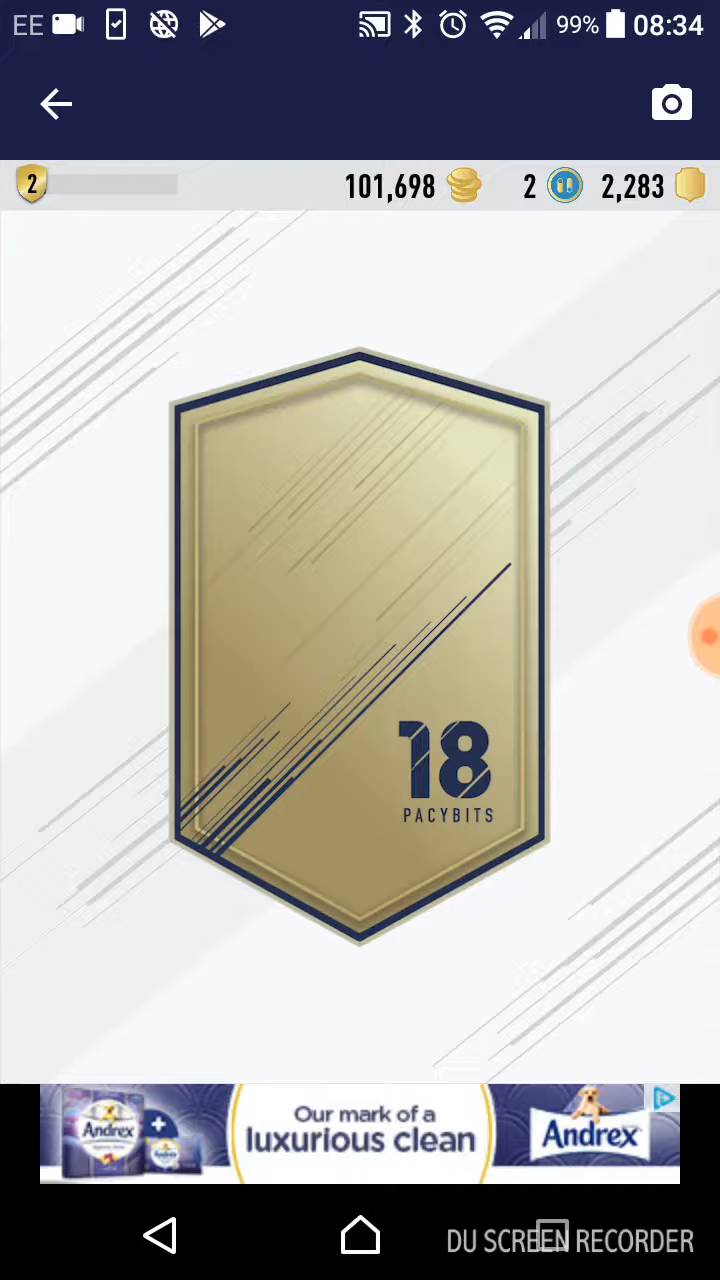 EE 99% 08:34
2 101,698 2 2,283
18
PACYBITS
Our mark of a
luxurious clean
Andrex
Andrex
DU SCREEN RECORDER